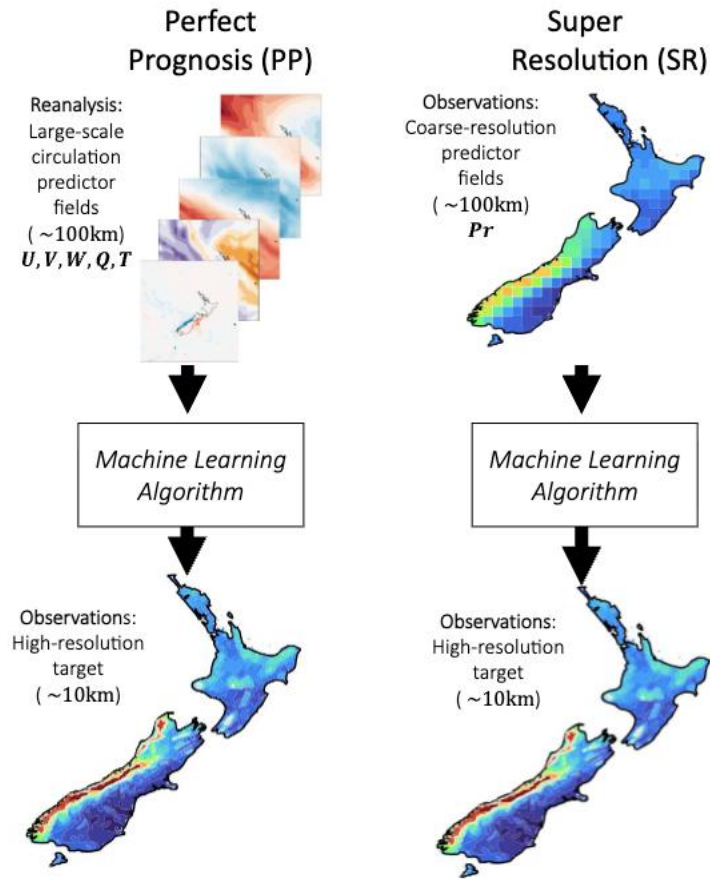 Perfect
Prognosis (PP)
Reanalysis:
Large-scale
circulation
predictor
fields
( ~100km)
U, V, W, Q, T
Machine Learning
Algorithm
Observations:
High-resolution
target
( ~10km)
Super
Resolution (SR)
Observations:
Coarse-resolution
predictor
fields
( ~100km)
Pr
Machine Learning
Algorithm
Observations:
High-resolution
target
( ~10km)